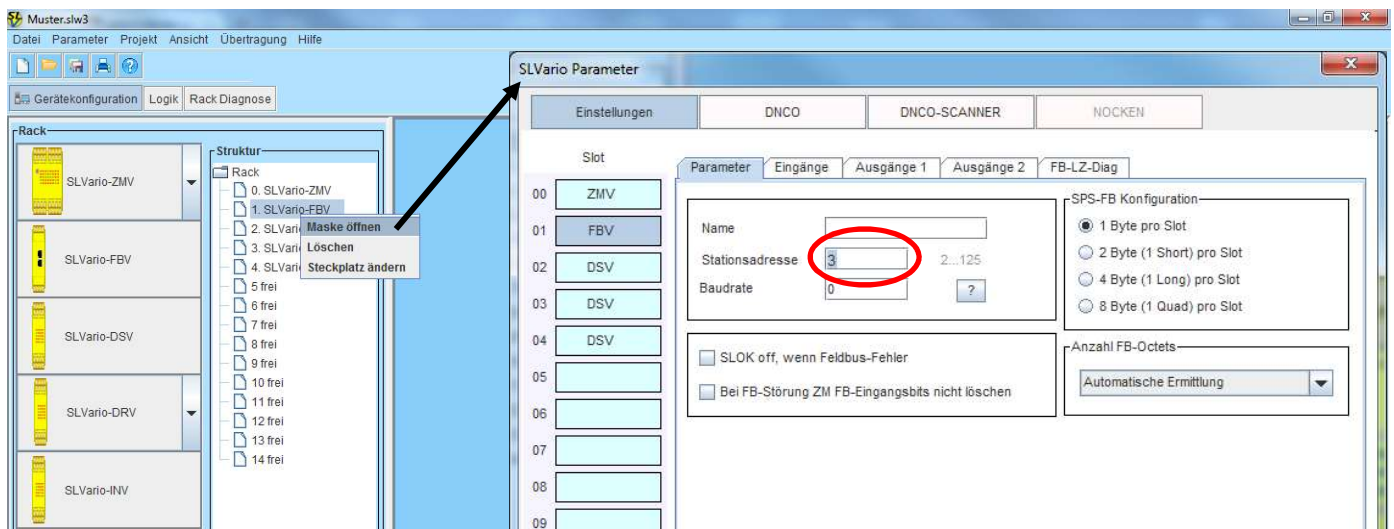 Muster.slw3
Datei Parameter Projekt Ansicht Übertragung Hilfe
Gerätekonfiguration Logik Rack Diagnose
Rack
SLVario-ZMV
SLVario-FBV
SLVario-DSV
SLVario-DRV
SLVario-INV
Struktur
Rack
0. SLVario-ZMV
1. SLVario-FBV
2. SLVari
3. SLVari
4. SLVari
5 frei
6 frei
7 frei
8 frei
9 frei
10 frei
11 frei
12 frei
13 frei
14 frei
Maske öffnen
Löschen
Steckplatz ändern
SLVario Parameter
Einstellungen DNCO DNCO-SCANNER NOCKEN
Slot
00 ZMV
01 FBV
02 DSV
03 DSV
04 DSV
05
06
07
08
09
Parameter Eingänge Ausgänge 1 Ausgänge 2 FB-LZ-Diag
Name
Stationsadresse 3 2...125
Baudrate 0 ?
SLOK off, wenn Feldbus-Fehler
Bei FB-Störung ZM FB-Eingangsbits nicht löschen
SPS-FB Konfiguration
1 Byte pro Slot
2 Byte (1 Short) pro Slot
4 Byte (1 Long) pro Slot
8 Byte (1 Quad) pro Slot
Anzahl FB-Octets
Automatische Ermittlung